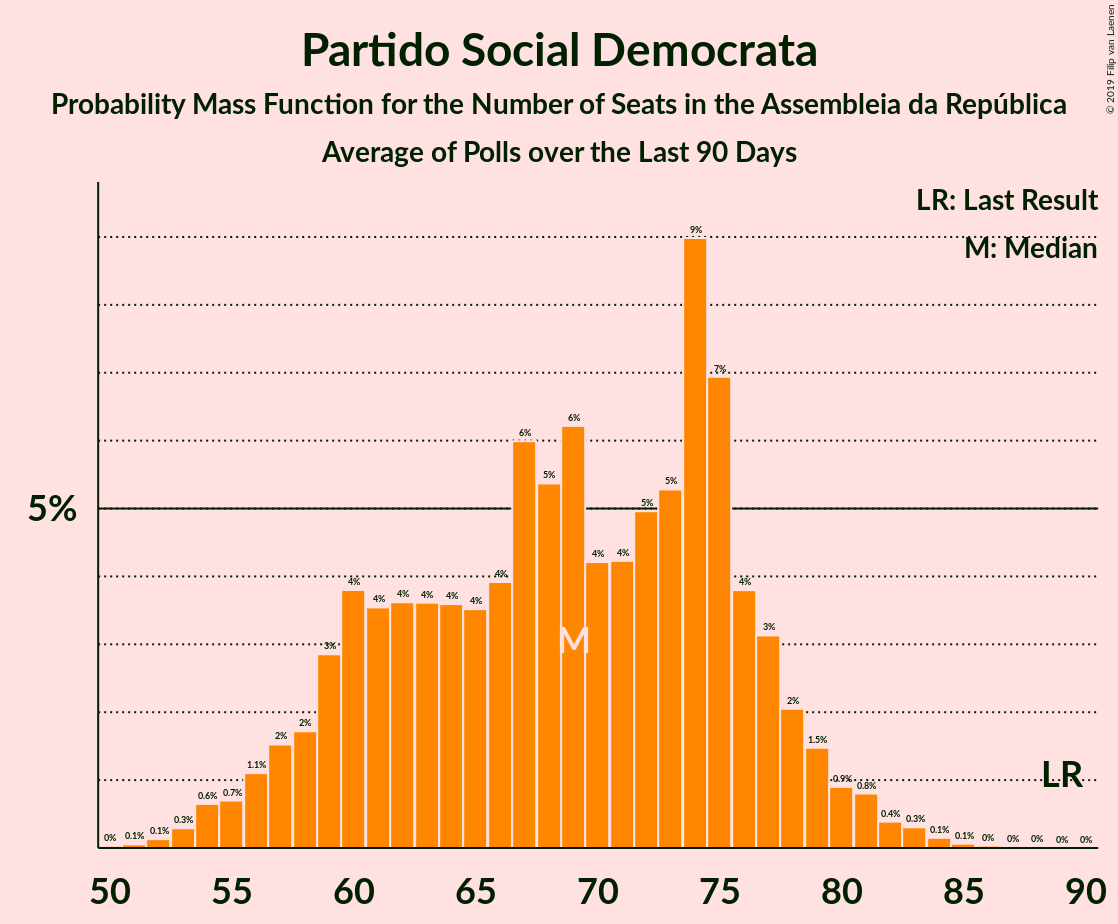 Partido Social Democrata
Probability Mass Function for the Number of Seats in the Assembleia da República
Average of Polls over the Last 90 Days
© 2019 Filip van Laenen
LR: Last Result
M: Median
5%
0% 0.1% 0.1% 0.3% 0.6% 0.7% 1.1% 2% 2% 3% 4% 4% 4% 4% 4% 4% 4% 6% 5% 6% 4% 4% 5% 5% 9% 7% 4% 3% 2% 1.5% 0.9% 0.8% 0.4% 0.3% 0.1% 0.1% 0% 0% 0% 0% 0%
M
LR
50 55 60 65 70 75 80 85 90